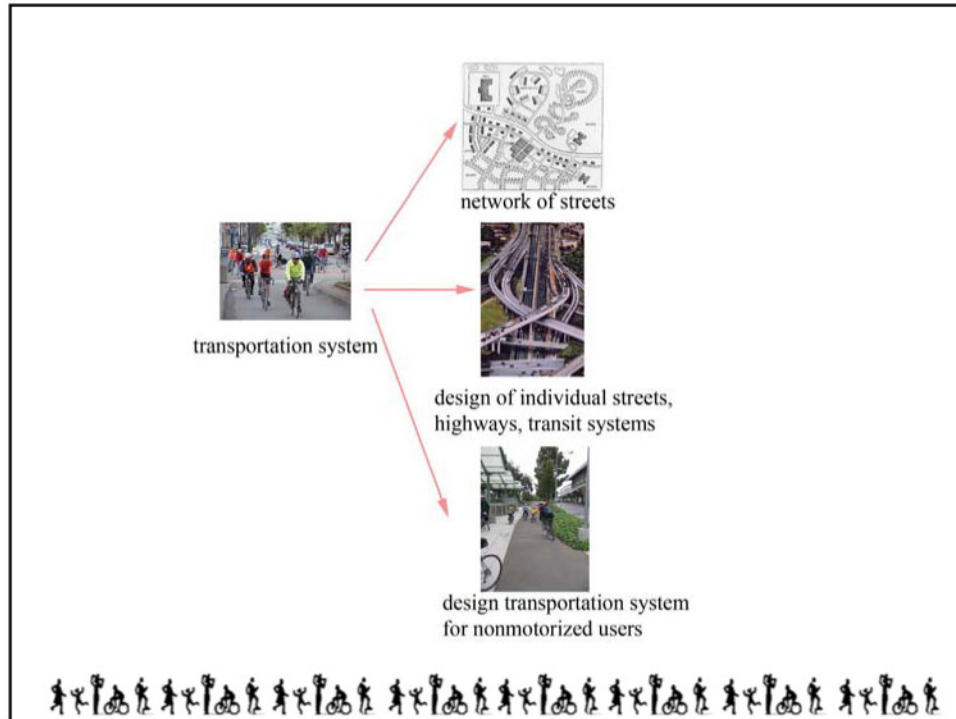 network of streets
transportation system
design of individual streets,
highways, transit systems
design transportation system
for nonmotorized users